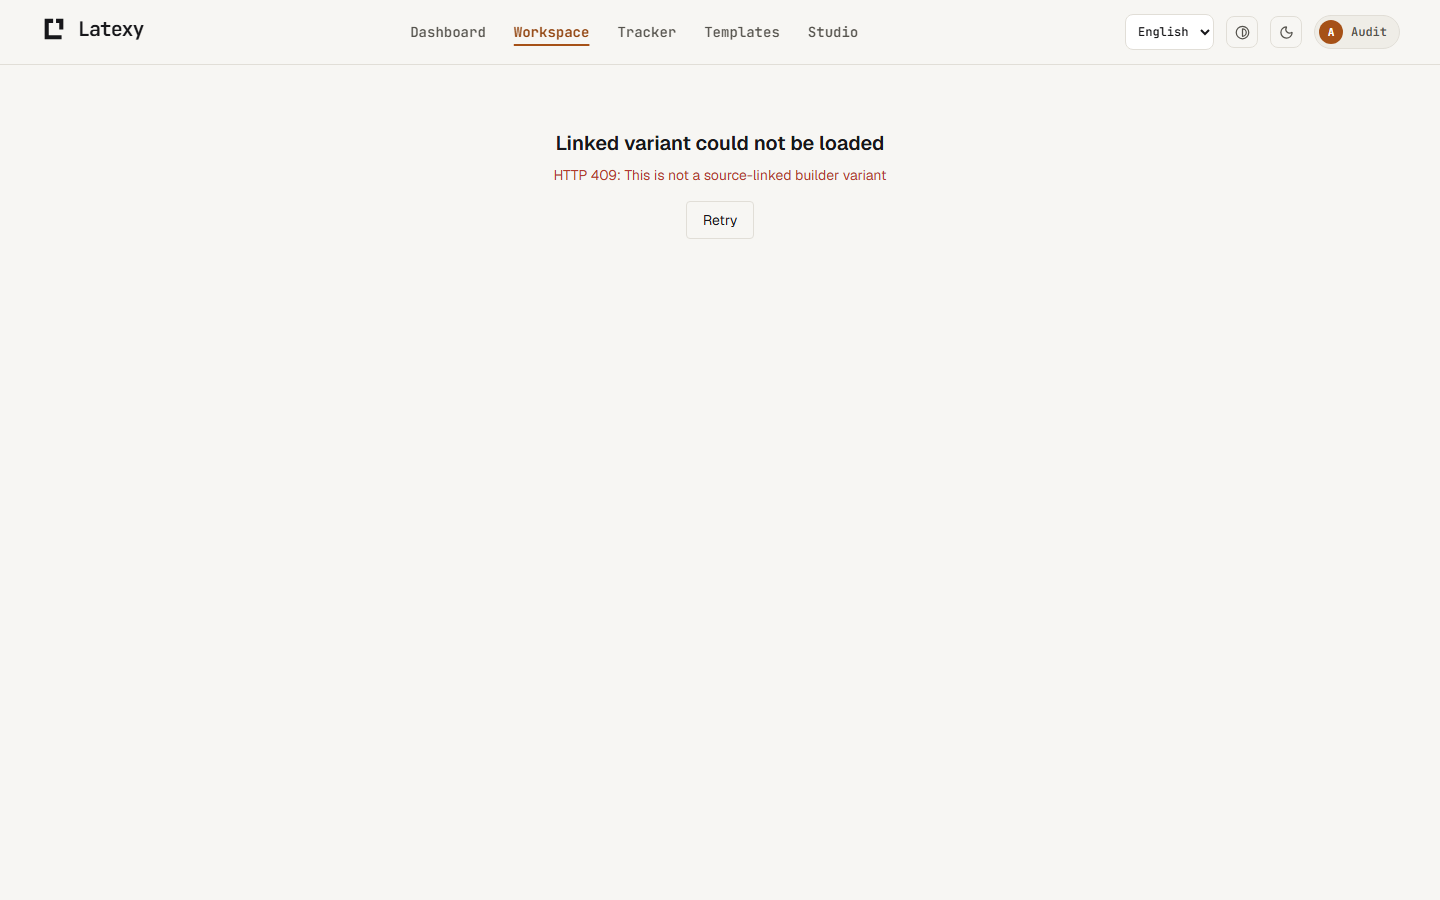 Latexy
Dashboard
Workspace
Tracker
Templates
Studio
English
A
Audit
Linked variant could not be loaded
HTTP 409: This is not a source-linked builder variant
Retry